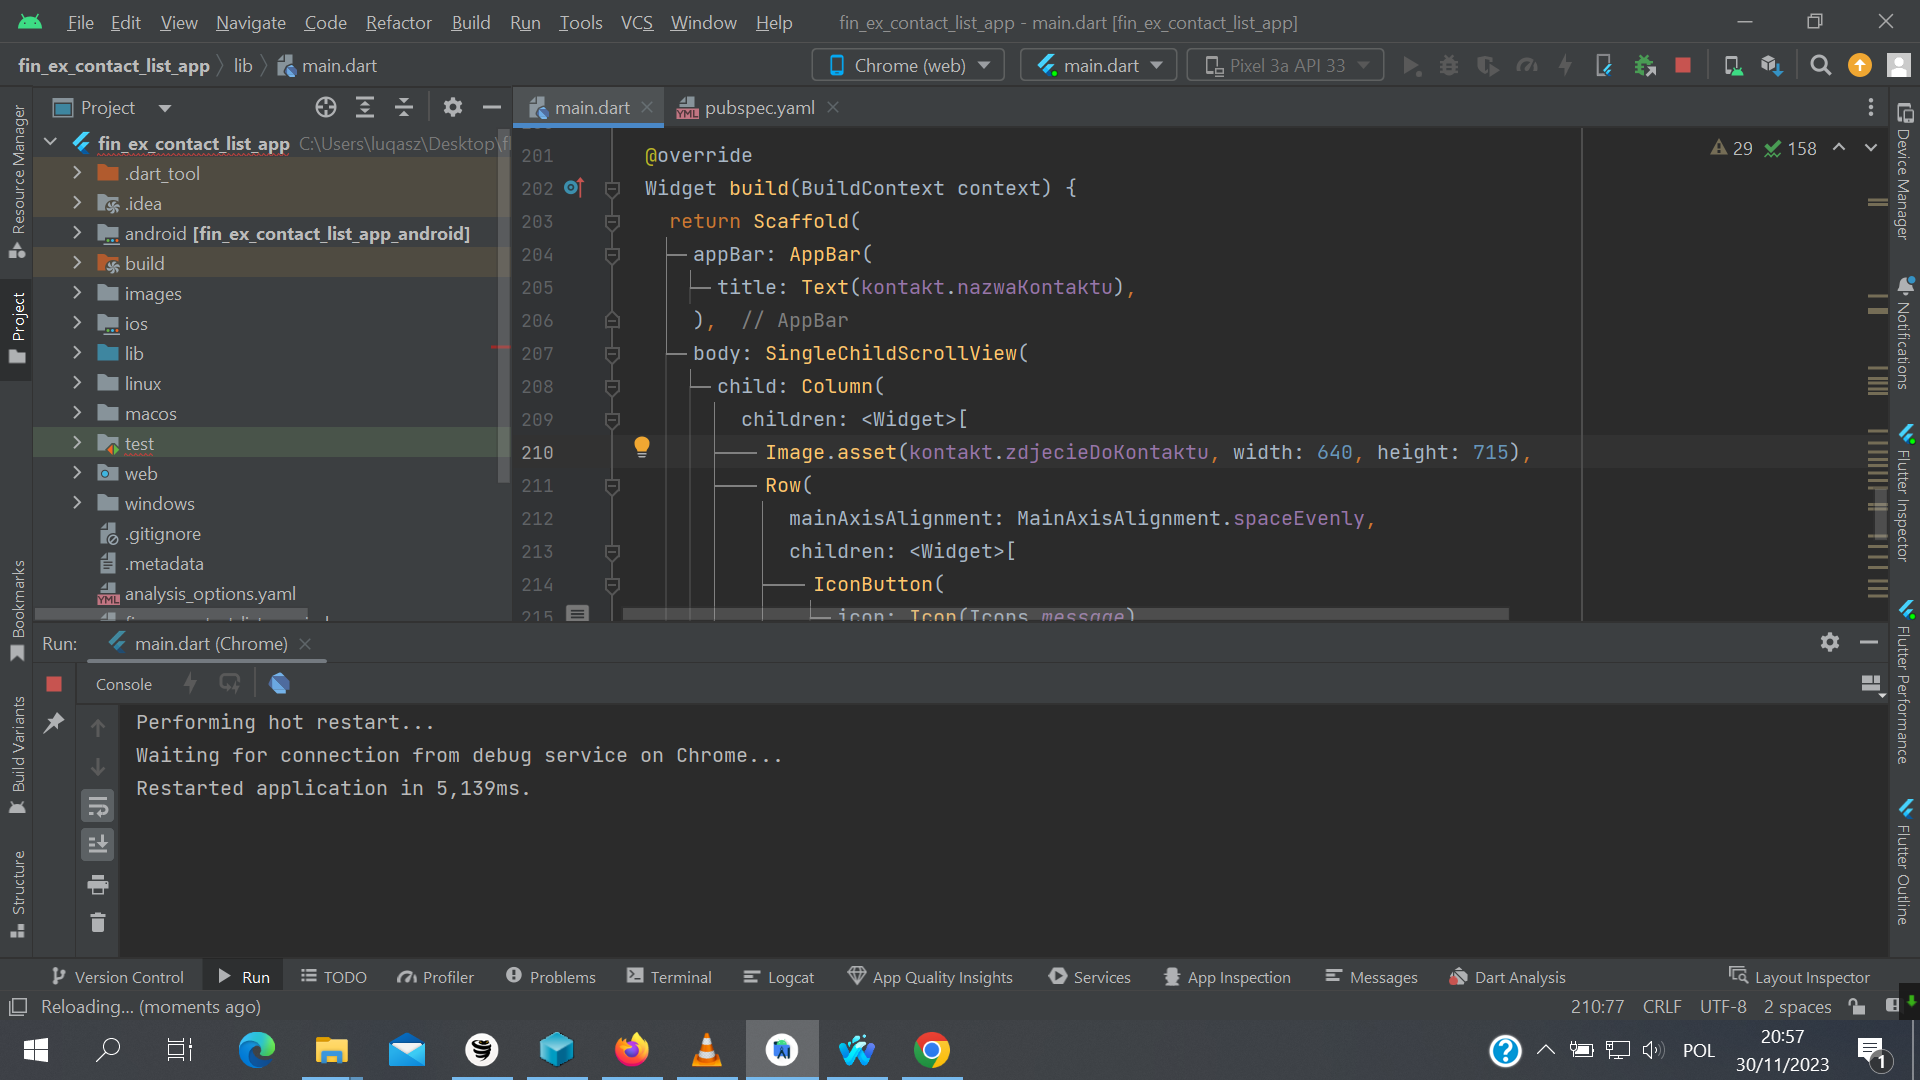 File Edit View Navigate Code Refactor Build Run Tools VCS Window Help fin_ex_contact_list_app - main.dart [fin_ex_contact_list_app]
fin_ex_contact_list_app lib main.dart Chrome (web) main.dart Pixel 3a API 33
Resource Manager
Project
Bookmarks
Build Variants
Structure
Project
fin_ex_contact_list_app C:\Users\luqasz\Desktop\f
.dart_tool
.idea
android [fin_ex_contact_list_app_android]
build
images
ios
lib
linux
macos
test
web
windows
.gitignore
.metadata
analysis_options.yaml
main.dart pubspec.yaml
29 158
201 @override
202 Widget build(BuildContext context) {
203 return Scaffold(
204 appBar: AppBar(
205 title: Text(kontakt.nazwaKontaktu),
206 ), // AppBar
207 body: SingleChildScrollView(
208 child: Column(
209 children: <Widget>[
210 Image.asset(kontakt.zdjecieDoKontaktu, width: 640, height: 715),
211 Row(
212 mainAxisAlignment: MainAxisAlignment.spaceEvenly,
213 children: <Widget>[
214 IconButton(
215 icon: Icon(Icons.message)
Device Manager
Notifications
Flutter Inspector
Flutter Performance
Flutter Outline
Run: main.dart (Chrome)
Console
Performing hot restart...
Waiting for connection from debug service on Chrome...
Restarted application in 5,139ms.
Version Control Run TODO Profiler Problems Terminal Logcat App Quality Insights Services App Inspection Messages Dart Analysis Layout Inspector
Reloading... (moments ago) 210:77 CRLF UTF-8 2 spaces
POL 20:57
30/11/2023
1